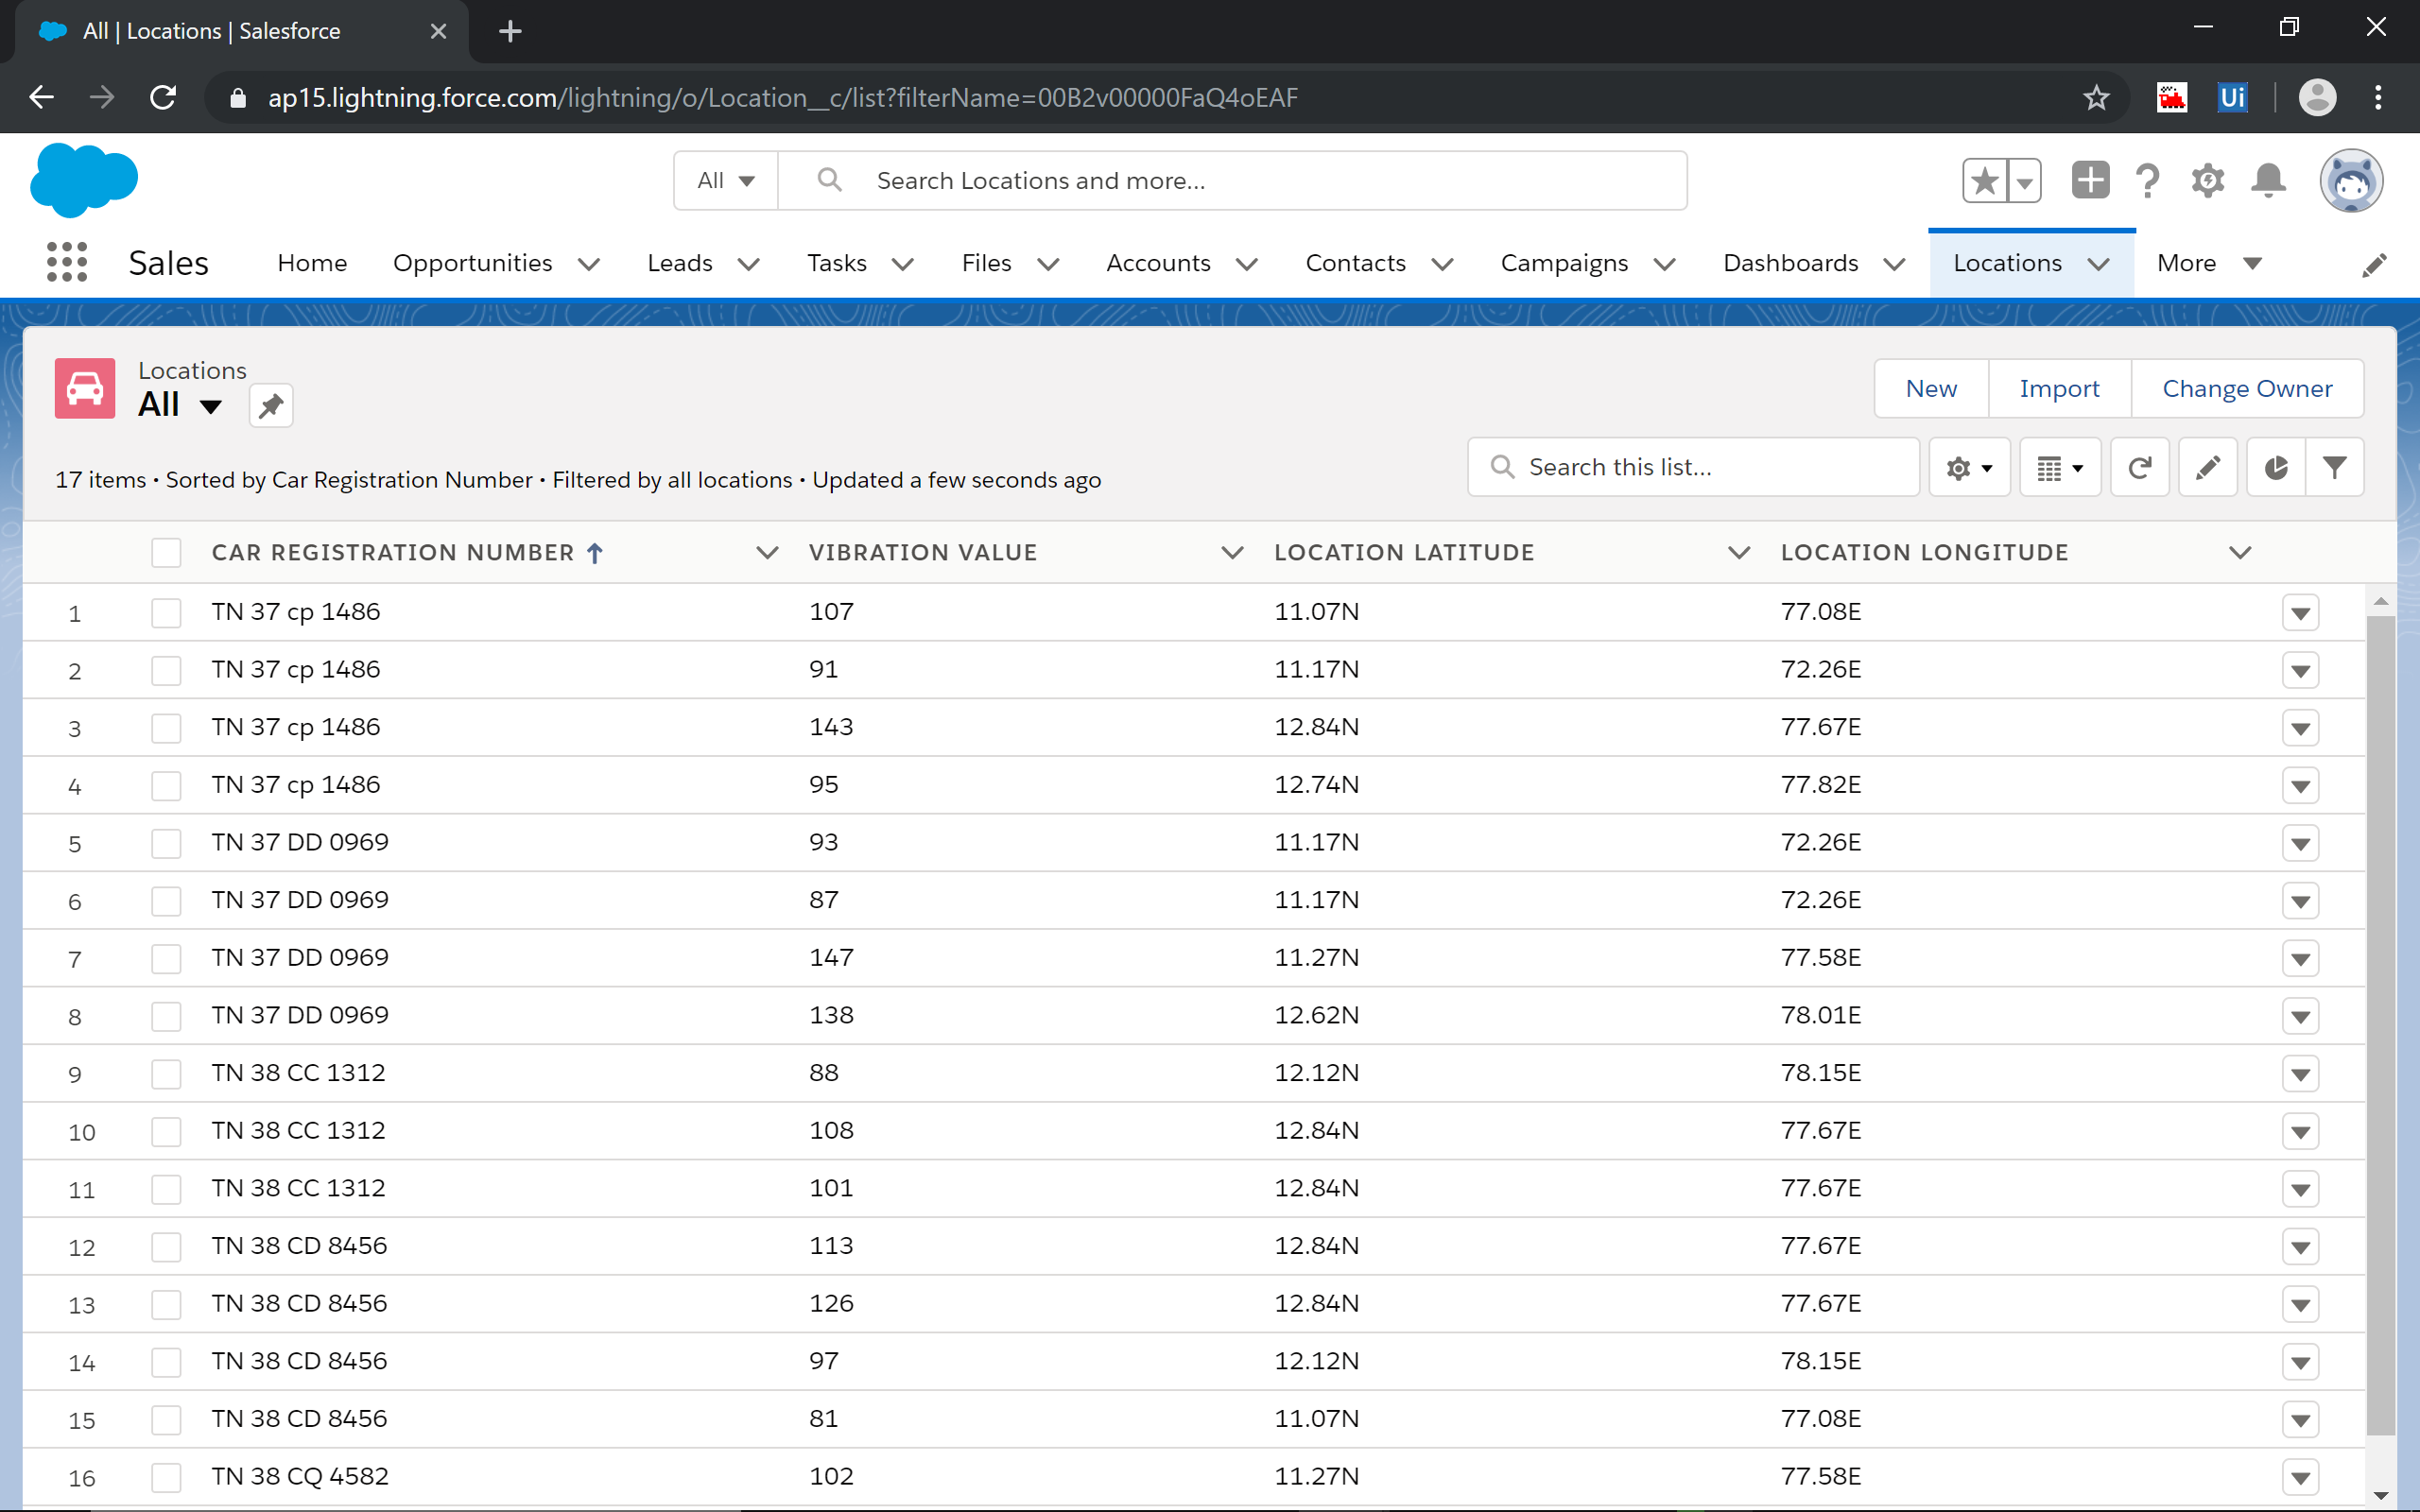 All | Locations | Salesforce
ap15.lightning.force.com/lightning/o/Location__c/list?filterName=00B2v00000FaQ4oEAF
Ui
All Search Locations and more...
Sales Home Opportunities Leads Tasks Files Accounts Contacts Campaigns Dashboards Locations More
Locations
All
New Import Change Owner
17 items • Sorted by Car Registration Number • Filtered by all locations • Updated a few seconds ago
Search this list...
CAR REGISTRATION NUMBER VIBRATION VALUE LOCATION LATITUDE LOCATION LONGITUDE
1 TN 37 cp 1486 107 11.07N 77.08E
2 TN 37 cp 1486 91 11.17N 72.26E
3 TN 37 cp 1486 143 12.84N 77.67E
4 TN 37 cp 1486 95 12.74N 77.82E
5 TN 37 DD 0969 93 11.17N 72.26E
6 TN 37 DD 0969 87 11.17N 72.26E
7 TN 37 DD 0969 147 11.27N 77.58E
8 TN 37 DD 0969 138 12.62N 78.01E
9 TN 38 CC 1312 88 12.12N 78.15E
10 TN 38 CC 1312 108 12.84N 77.67E
11 TN 38 CC 1312 101 12.84N 77.67E
12 TN 38 CD 8456 113 12.84N 77.67E
13 TN 38 CD 8456 126 12.84N 77.67E
14 TN 38 CD 8456 97 12.12N 78.15E
15 TN 38 CD 8456 81 11.07N 77.08E
16 TN 38 CQ 4582 102 11.27N 77.58E